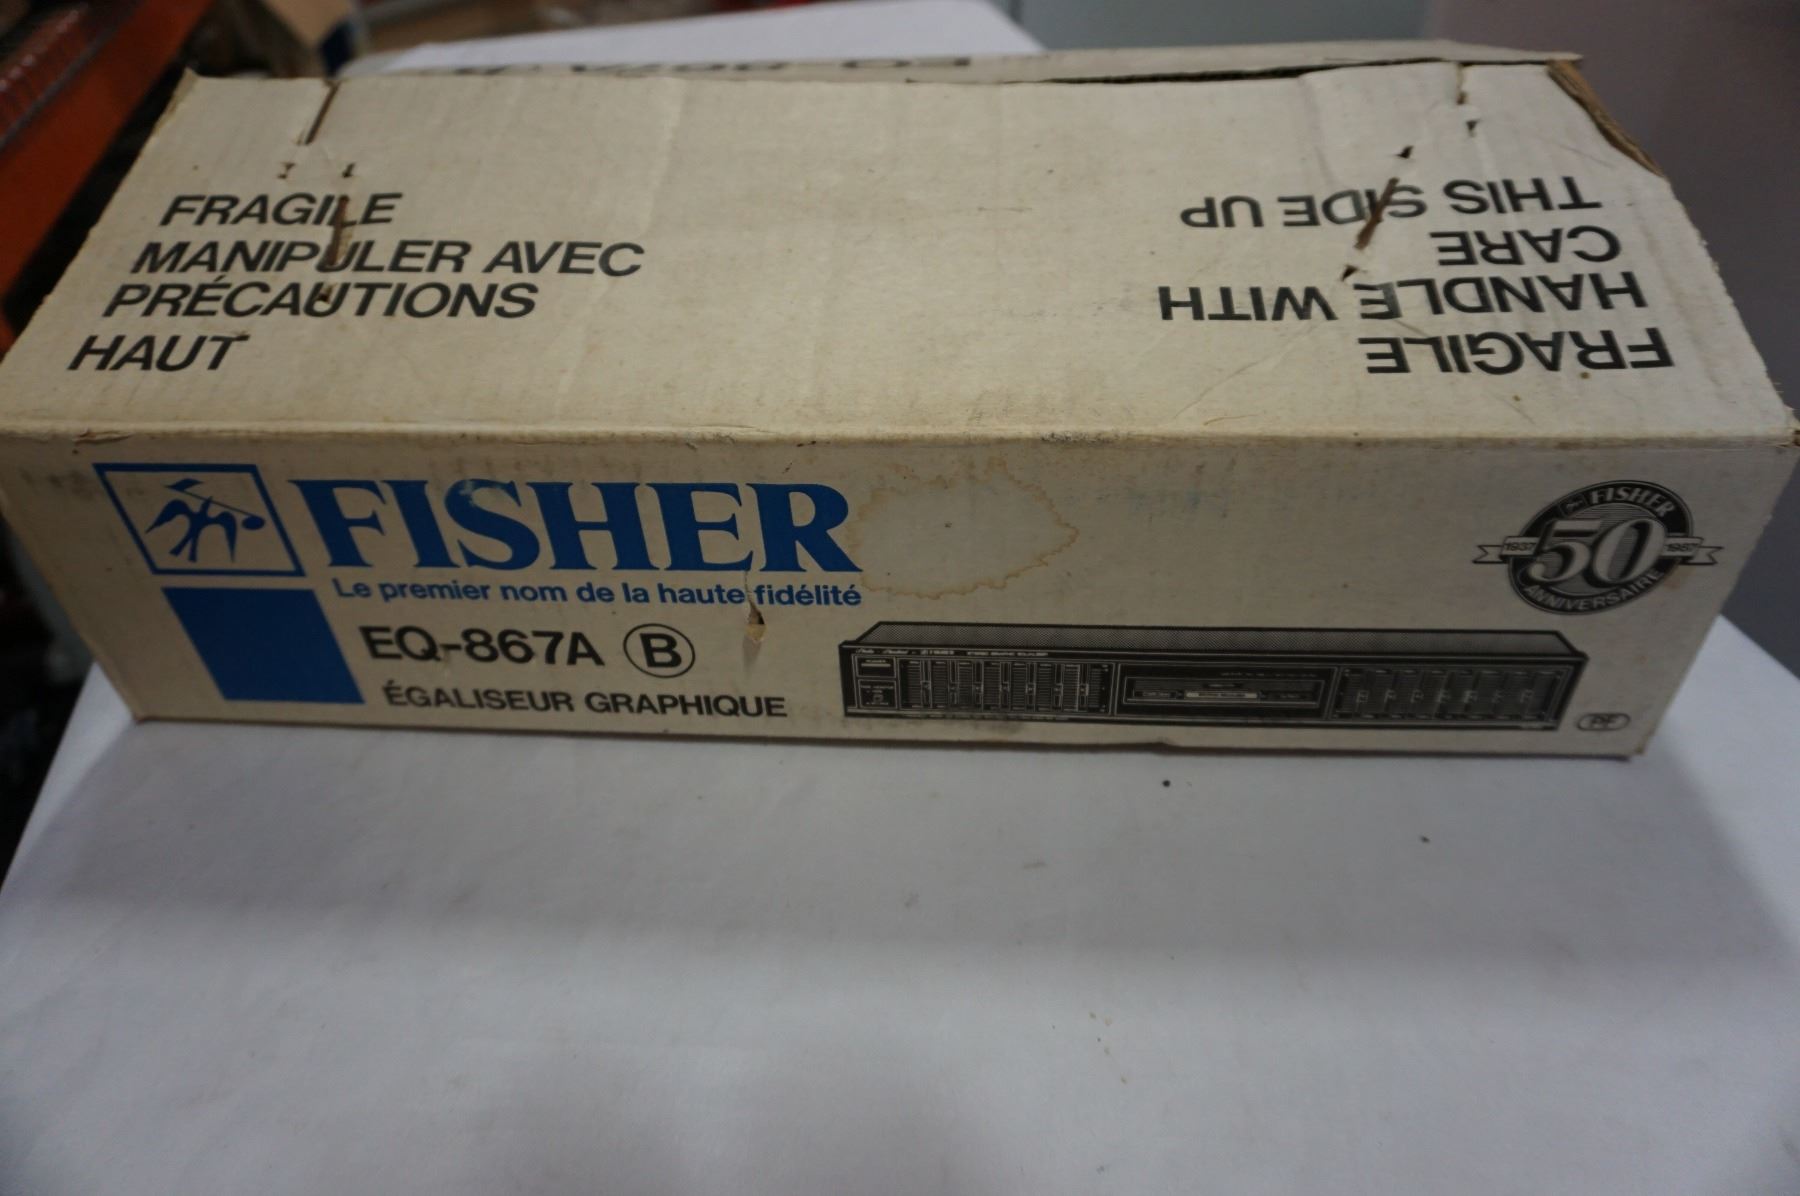 FRAGILE
MANIPULER AVEC
PRÉCAUTIONS
HAUT
FRAGILE
HANDLE WITH
CARE
THIS SIDE UP
FISHER
Le premier nom de la haute fidélité
EQ-867A B
ÉGALISEUR GRAPHIQUE
FISHER
1937 50 1987
ANNIVERSAIRE
PF